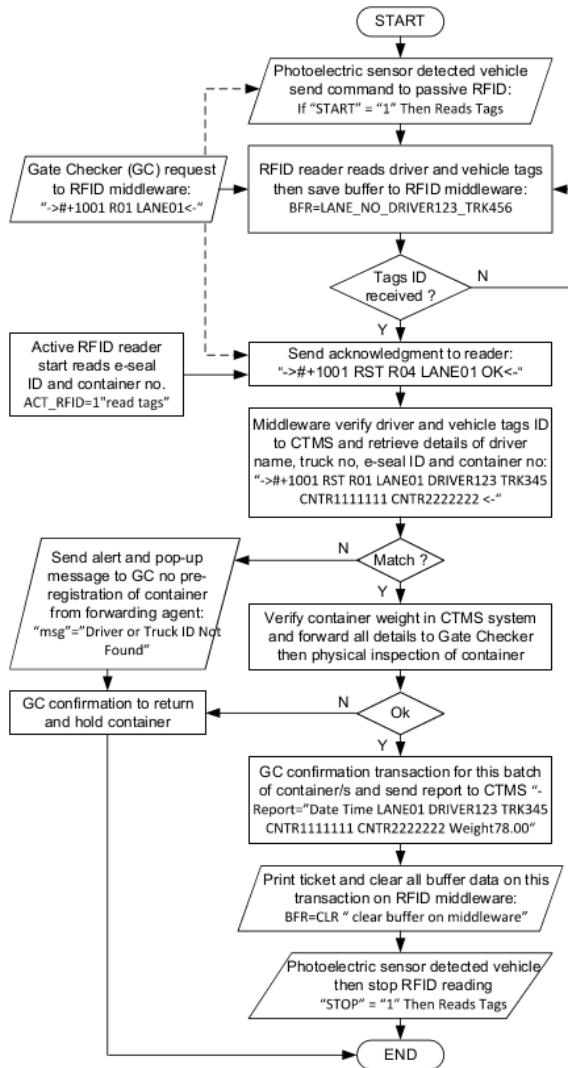 START
Photoelectric sensor detected vehicle
send command to passive RFID:
If “START” = “1” Then Reads Tags
Gate Checker (GC) request
to RFID middleware:
“->#+1001 R01 LANE01<-“
RFID reader reads driver and vehicle tags
then save buffer to RFID middleware:
BFR=LANE_NO_DRIVER123_TRK456
Tags ID
received ?
N
Y
Active RFID reader
start reads e-seal
ID and container no.
ACT_RFID=1"read tags”
Send acknowledgment to reader:
“->#+1001 RST R04 LANE01 OK<-“
Middleware verify driver and vehicle tags ID
to CTMS and retrieve details of driver
name, truck no, e-seal ID and container no:
“->#+1001 RST R01 LANE01 DRIVER123 TRK345
CNTR1111111 CNTR2222222 <-“
Match ?
N
Y
Send alert and pop-up
message to GC no pre-
registration of container
from forwarding agent:
“msg”=”Driver or Truck ID Not
Found”
Verify container weight in CTMS system
and forward all details to Gate Checker
then physical inspection of container
GC confirmation to return
and hold container
N
Ok
Y
GC confirmation transaction for this batch
of container/s and send report to CTMS “-
Report=”Date Time LANE01 DRIVER123 TRK345
CNTR1111111 CNTR2222222 Weight78.00”
Print ticket and clear all buffer data on this
transaction on RFID middleware:
BFR=CLR “ clear buffer on middleware”
Photoelectric sensor detected vehicle
then stop RFID reading
“STOP” = “1” Then Reads Tags
END